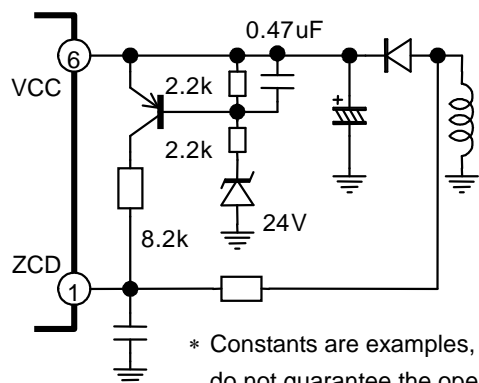 0.47uF
6
VCC
2.2k
2.2k
24V
8.2k
ZCD
1
+
* Constants are examples,